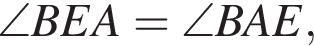 ∠BEA = ∠BAE,